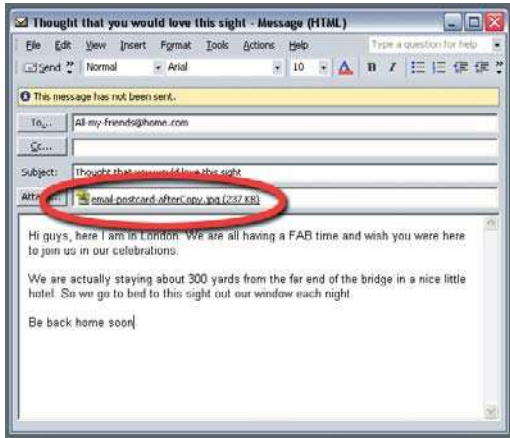 Thought that you would love this sight - Message (HTML)
File Edit View Insert Format Tools Actions Help Type a question for help
Send Normal Arial 10 A B I
This message has not been sent.
To... All-my-friends@home.com
Cc...
Subject: Thought that you would love this sight
Atta email-postcard-afterCopy.jpg (237 KB)
Hi guys, here I am in London. We are all having a FAB time and wish you were here
to join us in our celebrations.
We are actually staying about 300 yards from the far end of the bridge in a nice little
hotel. So we go to bed to this sight out our window each night
Be back home soon